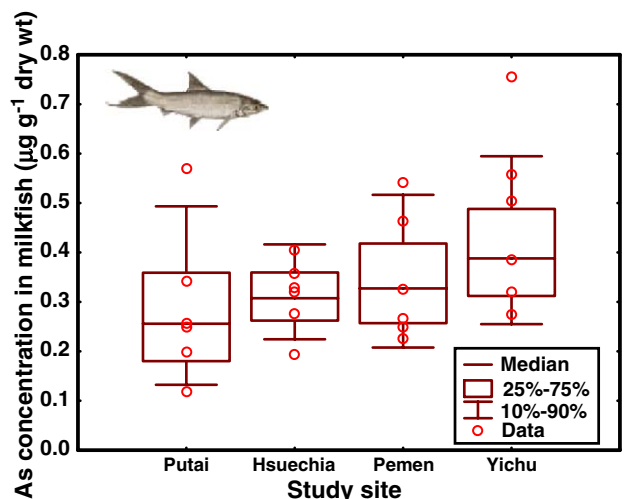 As concentration in milkfish (μg g⁻¹ dry wt)
0.8
0.7
0.6
0.5
0.4
0.3
0.2
0.1
0.0
Median
25%-75%
10%-90%
Data
Putai Hsuechia Pemen Yichu
Study site